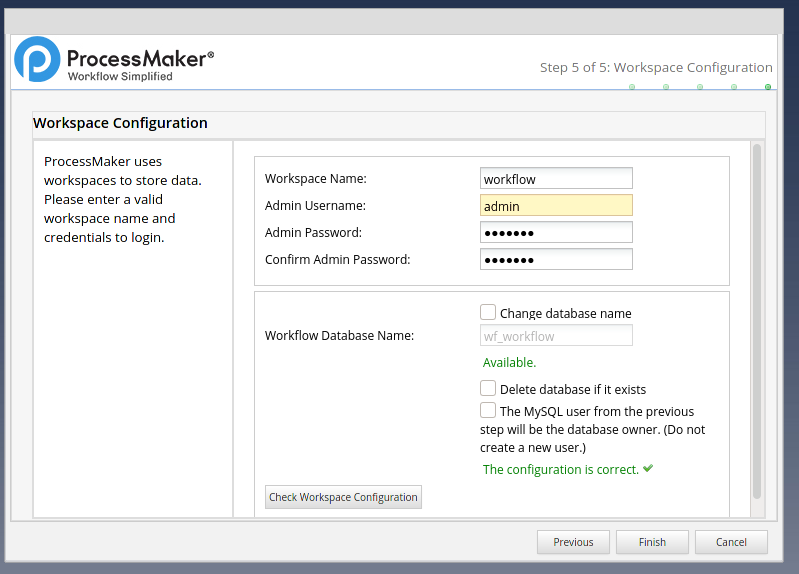 ProcessMaker®
Workflow Simplified
Step 5 of 5: Workspace Configuration
Workspace Configuration
ProcessMaker uses
workspaces to store data.
Please enter a valid
workspace name and
credentials to login.
Workspace Name:
workflow
Admin Username:
admin
Admin Password:
●●●●●●●
Confirm Admin Password:
●●●●●●●
Change database name
Workflow Database Name:
wf_workflow
Available.
Delete database if it exists
The MySQL user from the previous
step will be the database owner. (Do not
create a new user.)
The configuration is correct. ✔
Check Workspace Configuration
Previous
Finish
Cancel